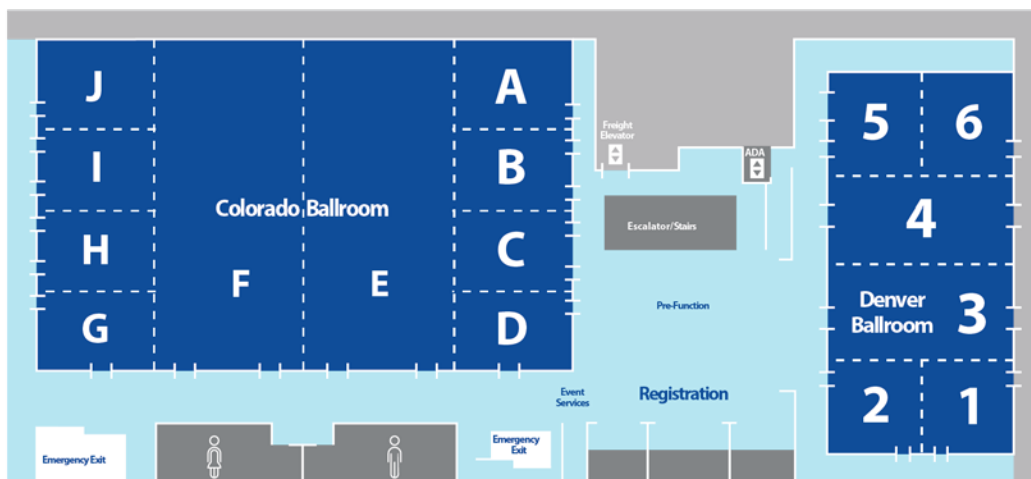 J
A
Freight
Elevator
5
6
ADA
I
B
Colorado Ballroom
Escalator/Stairs
4
H
C
F
E
Pre-Function
Denver
Ballroom
3
G
D
Event
Services
Registration
2
1
Emergency Exit
Emergency
Exit